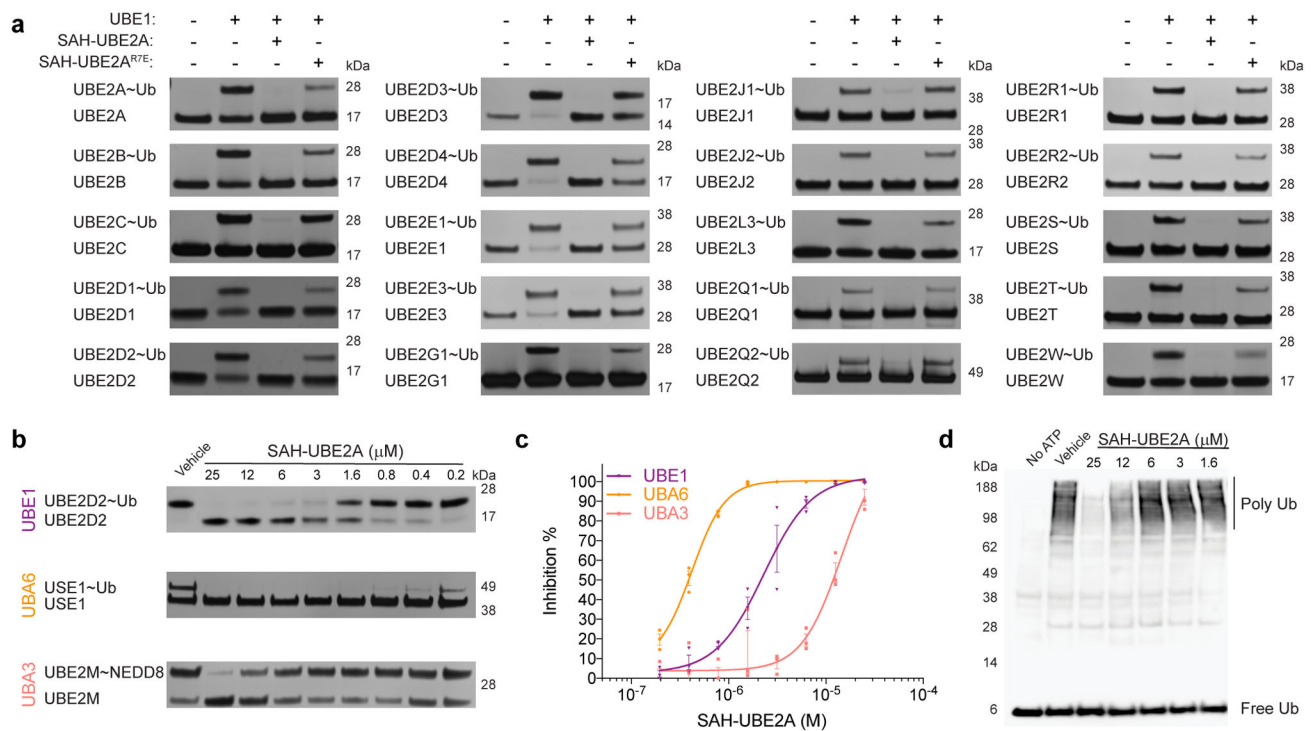 a
UBE1: - + + + - + + + - + + + - + + +
SAH-UBE2A: - - + - - - + - - - + - - - + -
SAH-UBE2A^R7E: - - - + - - - + - - - + - - - +
kDa kDa kDa kDa
UBE2A~Ub 28
UBE2A 17
UBE2D3~Ub 17
UBE2D3 14
UBE2J1~Ub 38
UBE2J1 28
UBE2R1~Ub 38
UBE2R1 28
UBE2B~Ub 28
UBE2B 17
UBE2D4~Ub 28
UBE2D4 17
UBE2J2~Ub 38
UBE2J2 28
UBE2R2~Ub 38
UBE2R2 28
UBE2C~Ub 28
UBE2C 17
UBE2E1~Ub 38
UBE2E1 28
UBE2L3~Ub 28
UBE2L3 17
UBE2S~Ub 38
UBE2S 28
UBE2D1~Ub 28
UBE2D1 17
UBE2E3~Ub 38
UBE2E3 28
UBE2Q1~Ub 38
UBE2Q1
UBE2T~Ub 38
UBE2T 28
UBE2D2~Ub 28
UBE2D2 17
UBE2G1~Ub 28
UBE2G1 17
UBE2Q2~Ub
UBE2Q2 49
UBE2W~Ub 28
UBE2W 17
b
SAH-UBE2A (μM)
Vehicle 25 12 6 3 1.6 0.8 0.4 0.2 kDa
UBE1
UBE2D2~Ub 28
UBE2D2 17
UBA6
USE1~Ub 49
USE1 38
UBA3
UBE2M~NEDD8
UBE2M 28
c
UBE1
UBA6
UBA3
Inhibition %
100
90
80
70
60
50
40
30
20
10
0
10^-7 10^-6 10^-5 10^-4
SAH-UBE2A (M)
d
SAH-UBE2A (μM)
No ATP Vehicle 25 12 6 3 1.6
kDa
188
98
62
49
38
28
14
6
Poly Ub
Free Ub